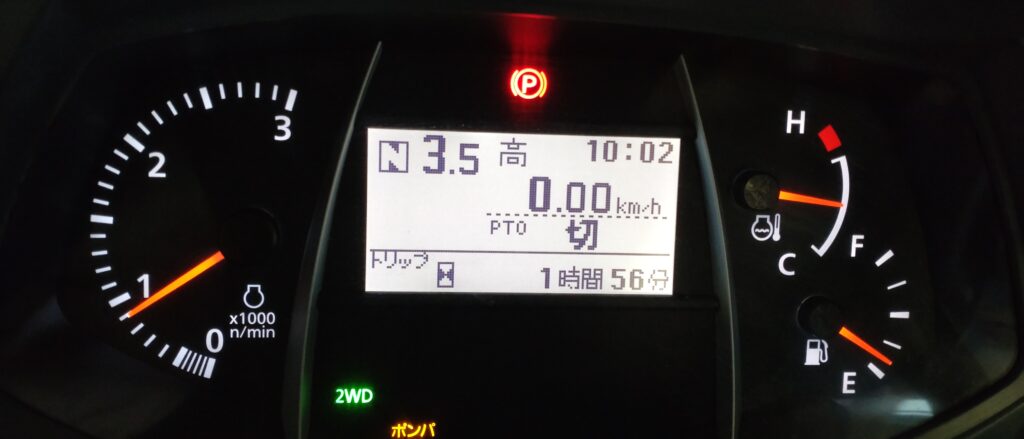 3
2
1
0
x1000
n/min
P
N 3.5 高 10:02
0.00 km/h
PTO 切
トリップ
1時間56分
2WD
ポンパ
H
C
F
E